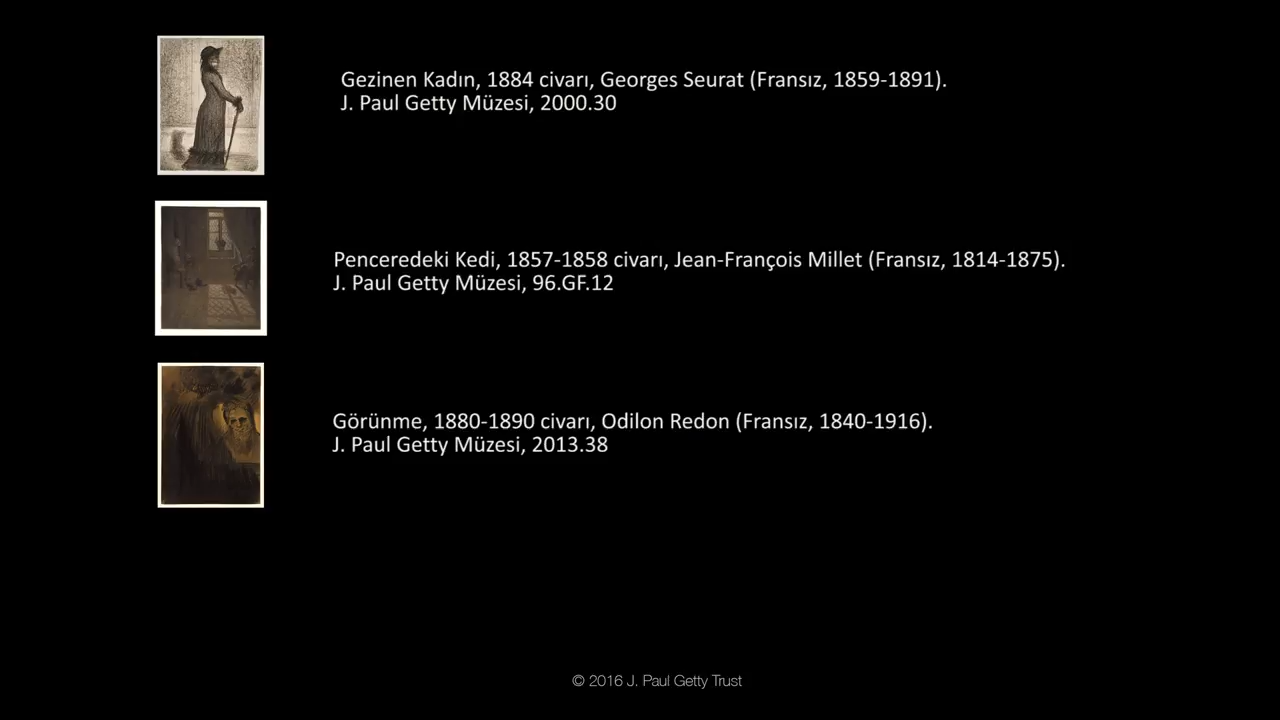 Gezinen Kadın, 1884 civarı, Georges Seurat (Fransız, 1859-1891).
J. Paul Getty Müzesi, 2000.30
Penceredeki Kedi, 1857-1858 civarı, Jean-François Millet (Fransız, 1814-1875).
J. Paul Getty Müzesi, 96.GF.12
Görünme, 1880-1890 civarı, Odilon Redon (Fransız, 1840-1916).
J. Paul Getty Müzesi, 2013.38
© 2016 J. Paul Getty Trust